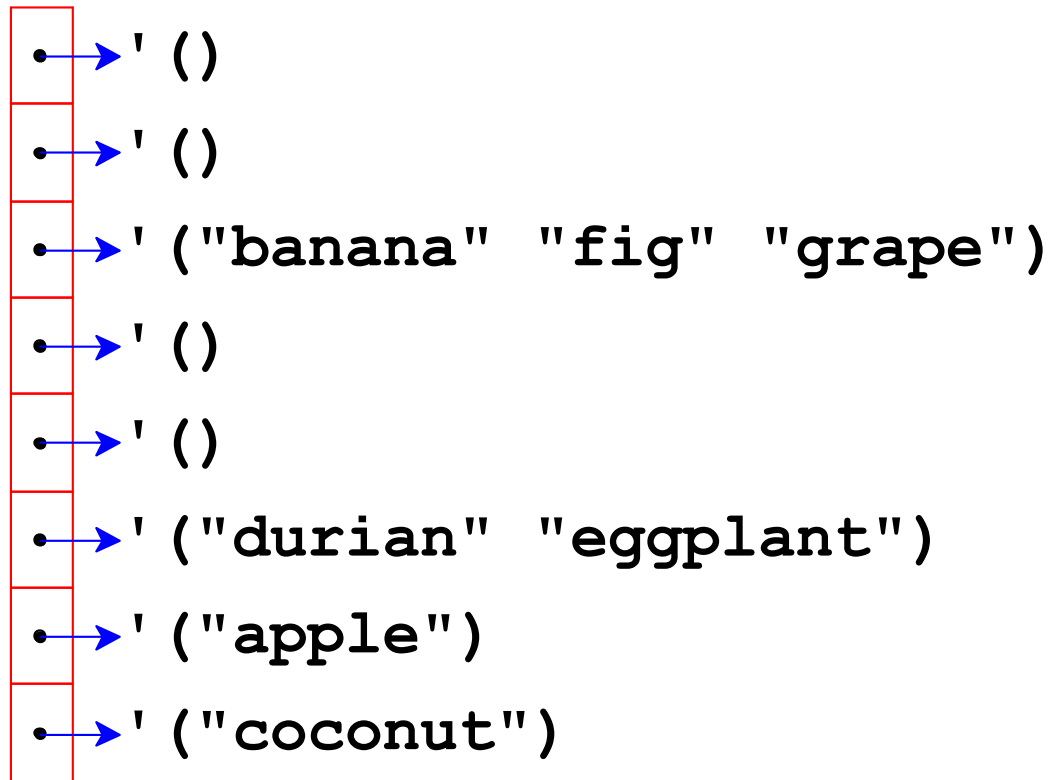 '()
'()
'("banana" "fig" "grape")
'()
'()
'("durian" "eggplant")
'("apple")
'("coconut")